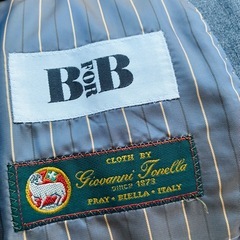 B FOR B
CLOTH BY
Giovanni Tonella
SINCE 1873
PRAY · BIELLA · ITALY